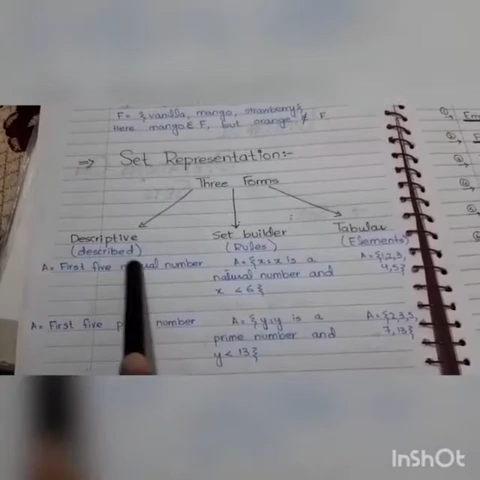 F= {vanilla, mango, strawberry},
Here mango ∈ F, but orange ∉ F
⇒ Set Representation:-
Three Forms
Descriptive
(described)
A= First five number
Set builder
(Rules)
A={x:x is a
natural number and
x <6}
Tabular
(Elements)
A={1,2,3,
4,5}
A= First five nomber
A={y:y is a
prime number and
y<13}
A={2,3,5,
7,13}
InShOt